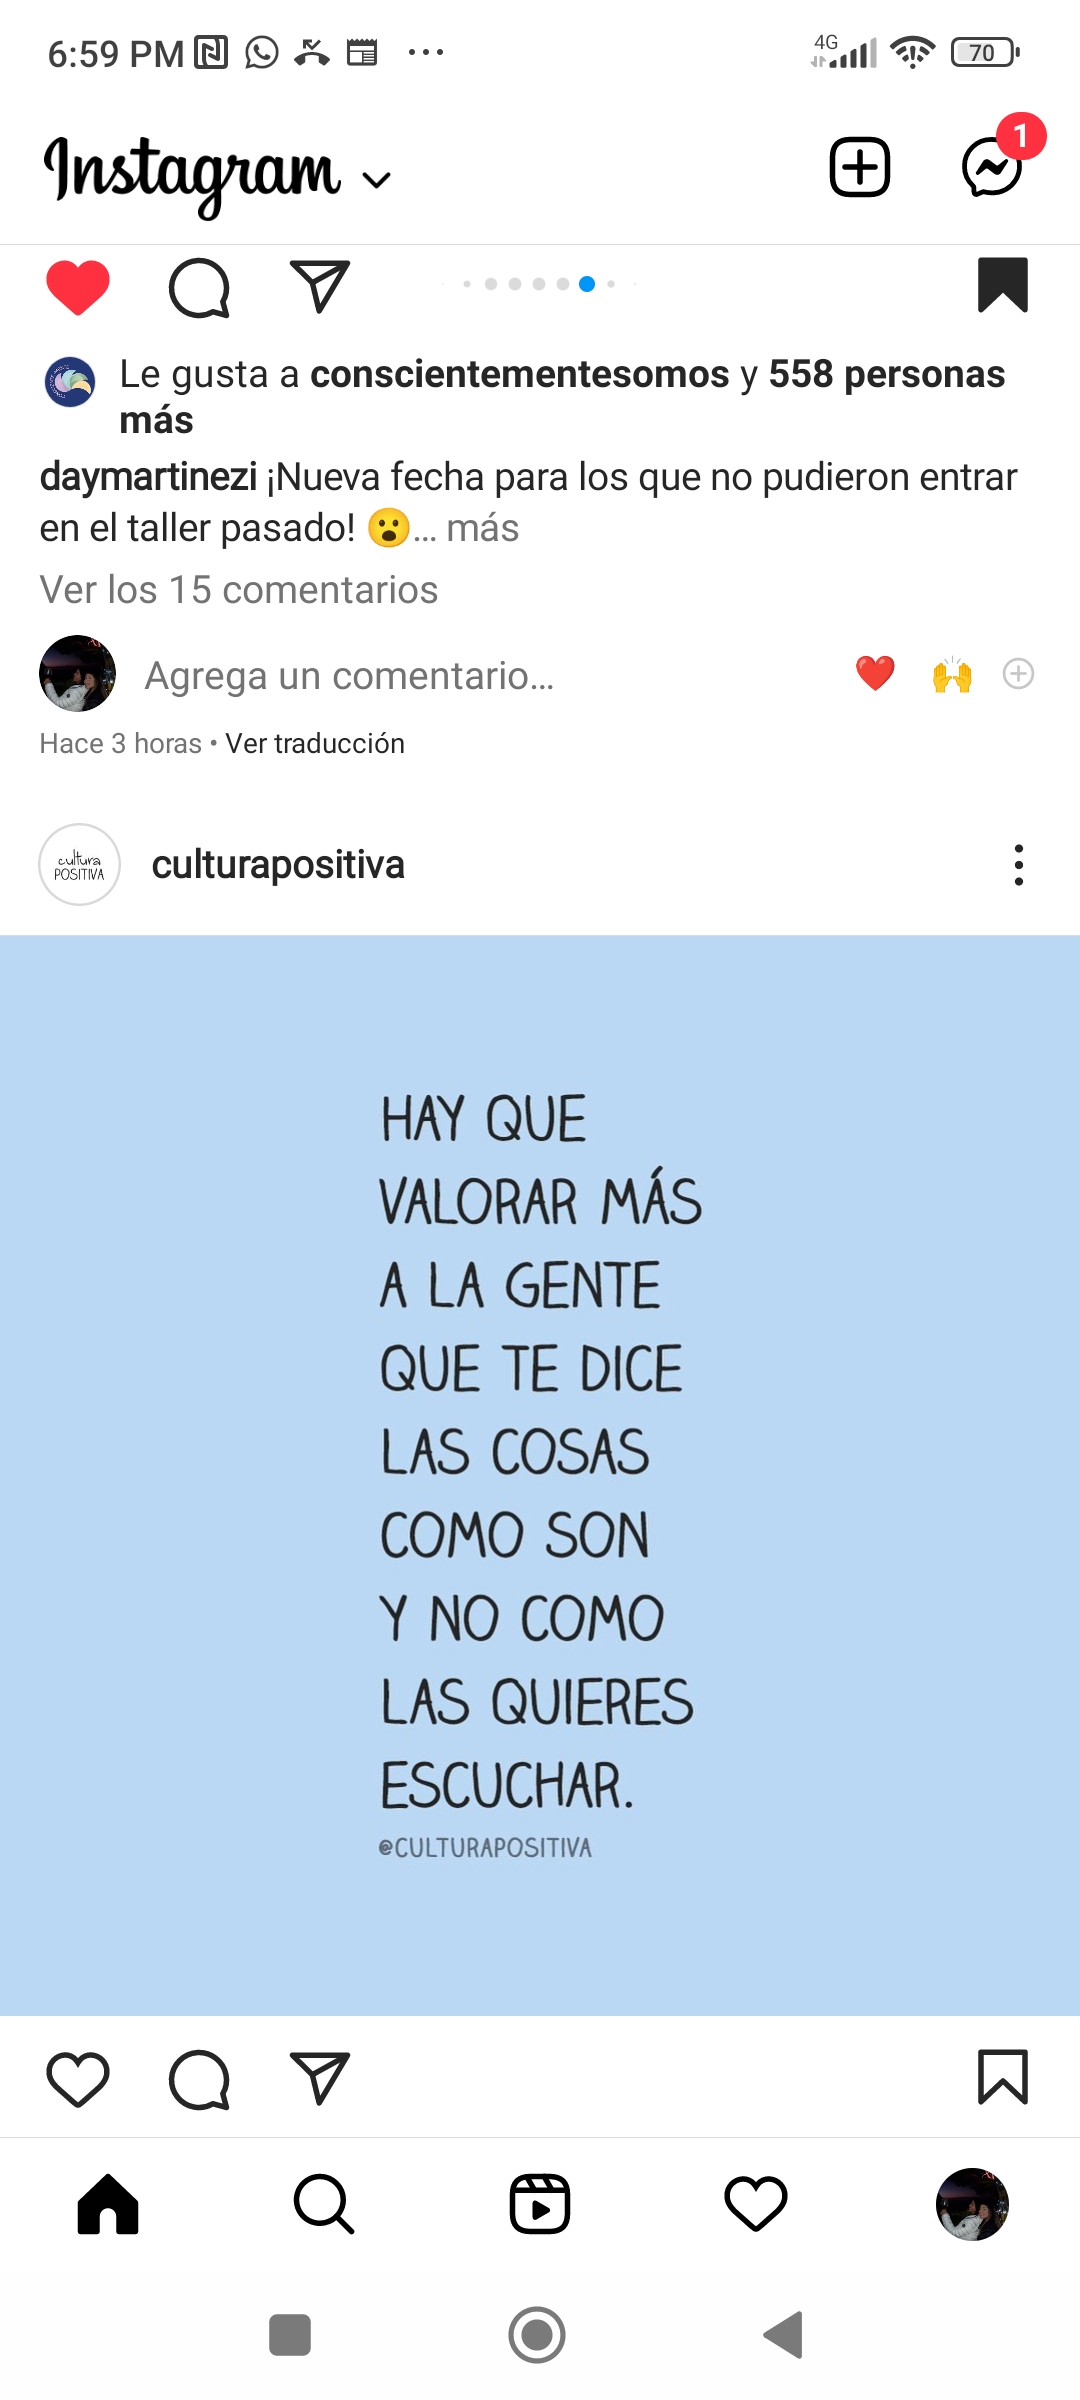 6:59 PM
4G
70
Instagram
1
Le gusta a conscientementesomos y 558 personas
más
daymartinezi ¡Nueva fecha para los que no pudieron entrar
en el taller pasado! 😮... más
Ver los 15 comentarios
Agrega un comentario...
Hace 3 horas • Ver traducción
cultura
POSITIVA
culturapositiva
HAY QUE
VALORAR MÁS
A LA GENTE
QUE TE DICE
LAS COSAS
COMO SON
Y NO COMO
LAS QUIERES
ESCUCHAR.
@CULTURAPOSITIVA